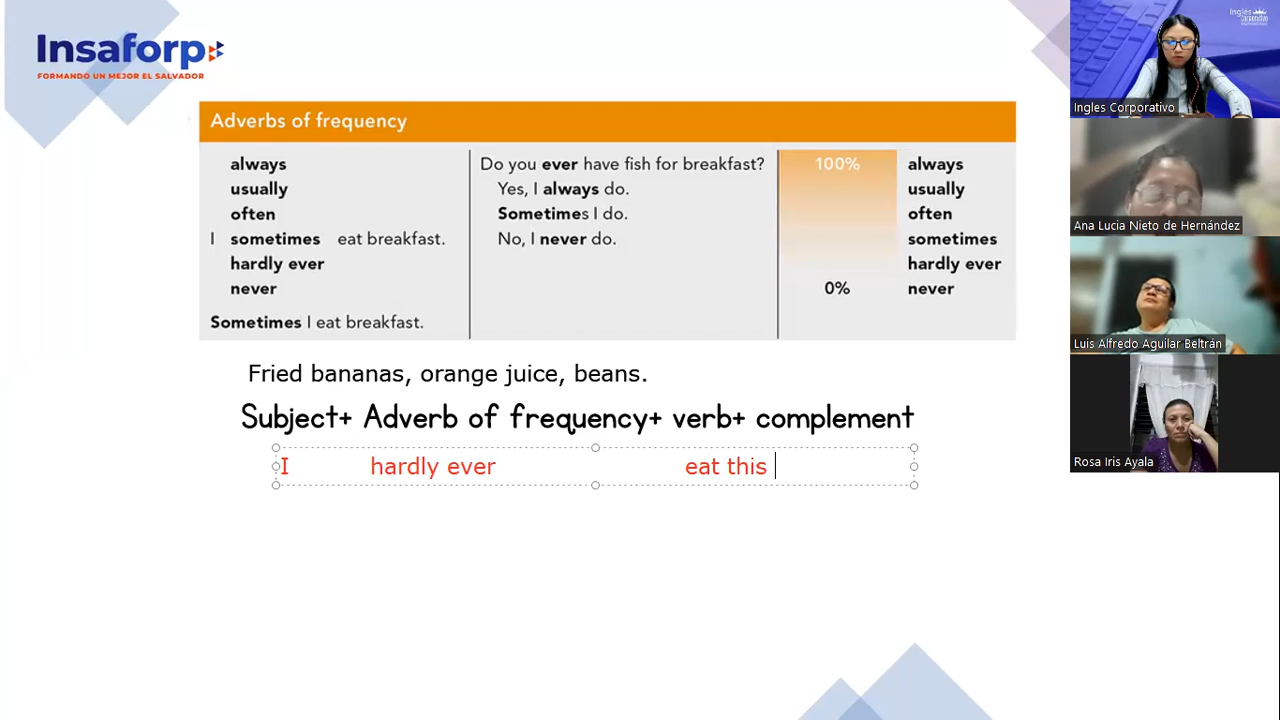 Insaforp
FORMANDO UN MEJOR EL SALVADOR
Adverbs of frequency
always
usually
often
I sometimes eat breakfast.
hardly ever
never
Sometimes I eat breakfast.
Do you ever have fish for breakfast?
Yes, I always do.
Sometimes I do.
No, I never do.
100%
0%
always
usually
often
sometimes
hardly ever
never
Fried bananas, orange juice, beans.
Subject+ Adverb of frequency+ verb+ complement
I hardly ever eat this
Inglés
corporativo
Ingles Corporativo
Ana Lucia Nieto de Hernández
Luis Alfredo Aguilar Beltrán
Rosa Iris Ayala